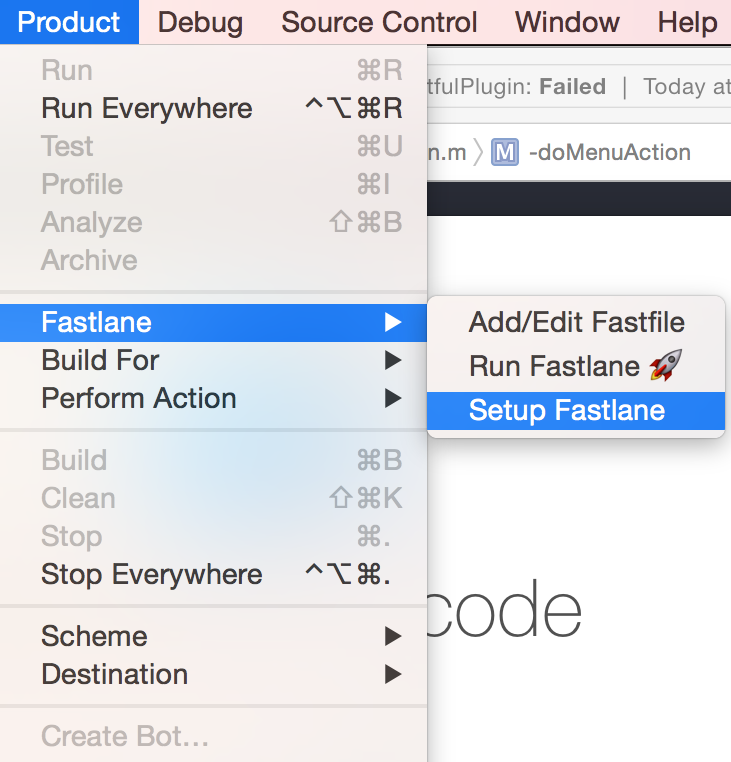 Product Debug Source Control Window Help
Run ⌘R
Run Everywhere ^⌥⌘R
Test ⌘U
Profile ⌘I
Analyze ⇧⌘B
Archive
Fastlane ▶
Build For ▶
Perform Action ▶
Build ⌘B
Clean ⇧⌘K
Stop ⌘.
Stop Everywhere ^⌥⌘.
Scheme ▶
Destination ▶
Create Bot...
tfulPlugin: Failed | Today at
n.m 〉 M -doMenuAction
Add/Edit Fastfile
Run Fastlane 🚀
Setup Fastlane
code